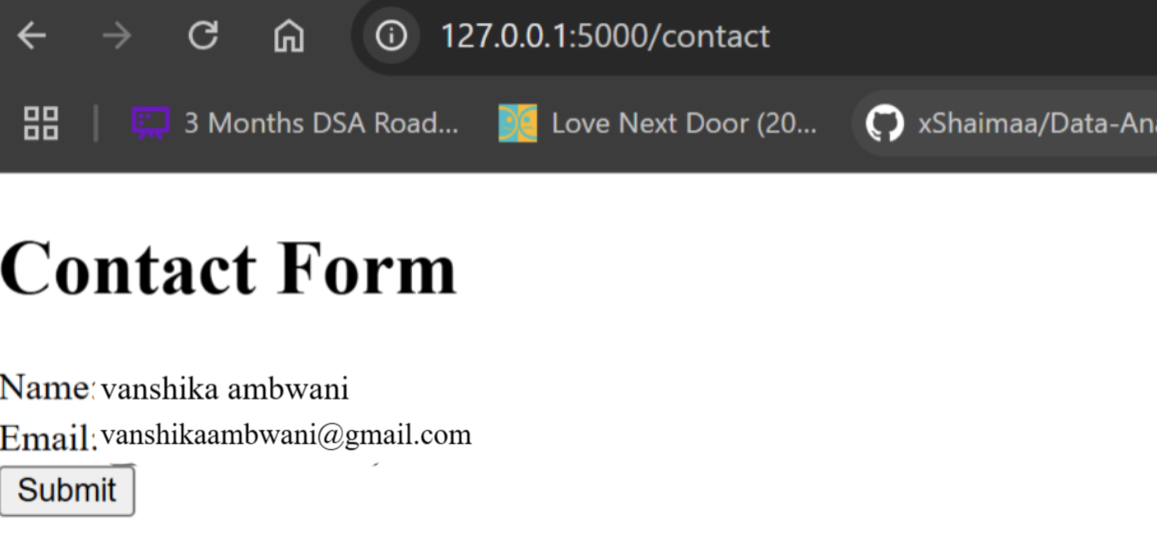 127.0.0.1:5000/contact
3 Months DSA Road... Love Next Door (20... xShaimaa/Data-An
Contact Form
Name: vanshika ambwani
Email: vanshikaambwani@gmail.com
Submit